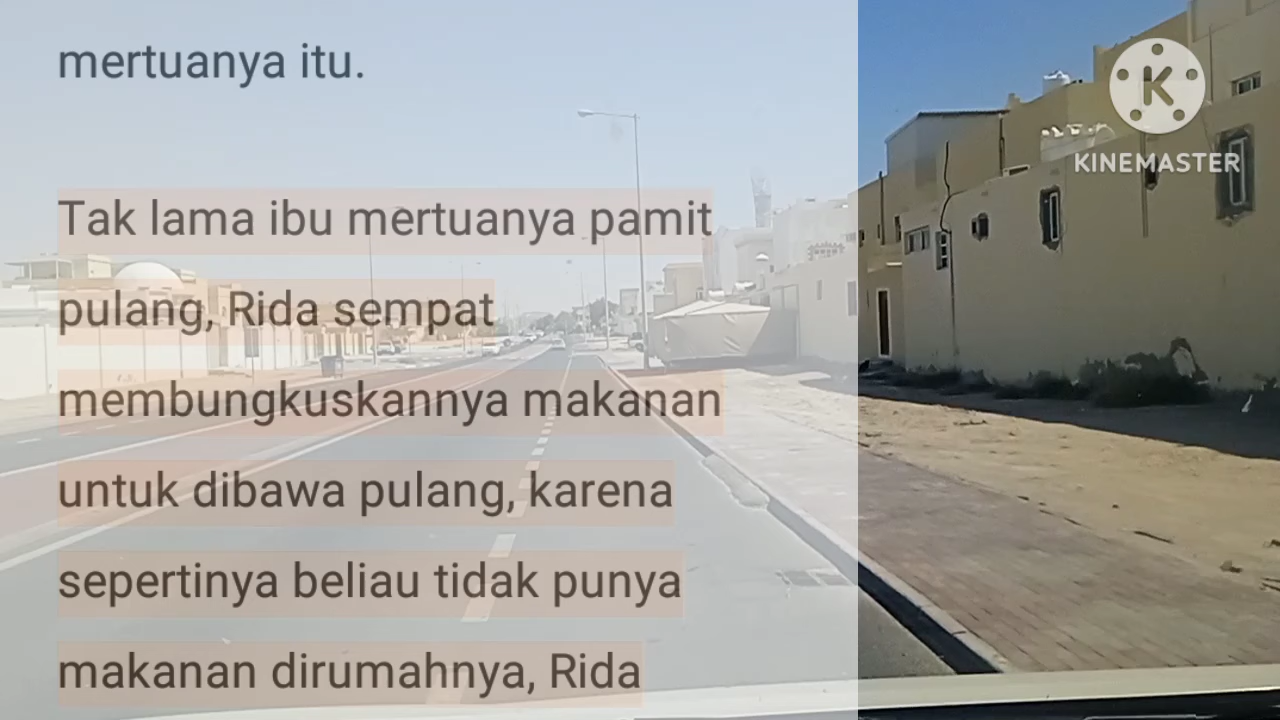 mertuanya itu.
Tak lama ibu mertuanya pamit
pulang, Rida sempat
membungkuskannya makanan
untuk dibawa pulang, karena
sepertinya beliau tidak punya
makanan dirumahnya, Rida
K
KINEMASTER